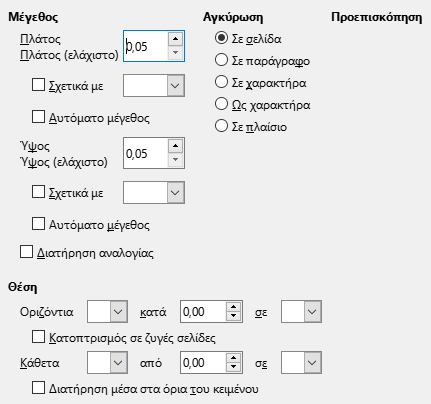 Μέγεθος
Πλάτος
Πλάτος (ελάχιστο)
0,05
Σχετικά με
Αυτόματο μέγεθος
Ύψος
Ύψος (ελάχιστο)
0,05
Σχετικά με
Αυτόματο μέγεθος
Διατήρηση αναλογίας
Αγκύρωση
Σε σελίδα
Σε παράγραφο
Σε χαρακτήρα
Ως χαρακτήρα
Σε πλαίσιο
Προεπισκόπηση
Θέση
Οριζόντια κατά 0,00 σε
Κατοπτρισμός σε ζυγές σελίδες
Κάθετα από 0,00 σε
Διατήρηση μέσα στα όρια του κειμένου